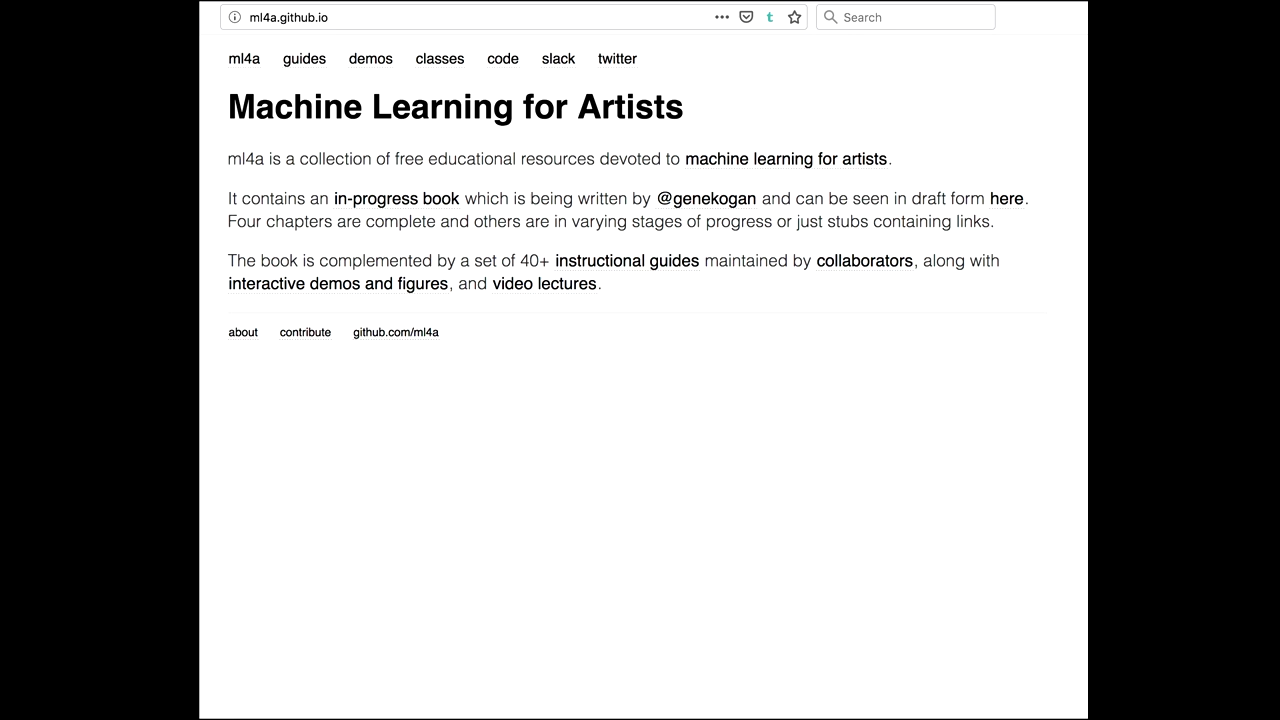 ml4a.github.io
Search
ml4a guides demos classes code slack twitter
Machine Learning for Artists
ml4a is a collection of free educational resources devoted to machine learning for artists.
It contains an in-progress book which is being written by @genekogan and can be seen in draft form here.
Four chapters are complete and others are in varying stages of progress or just stubs containing links.
The book is complemented by a set of 40+ instructional guides maintained by collaborators, along with
interactive demos and figures, and video lectures.
about contribute github.com/ml4a